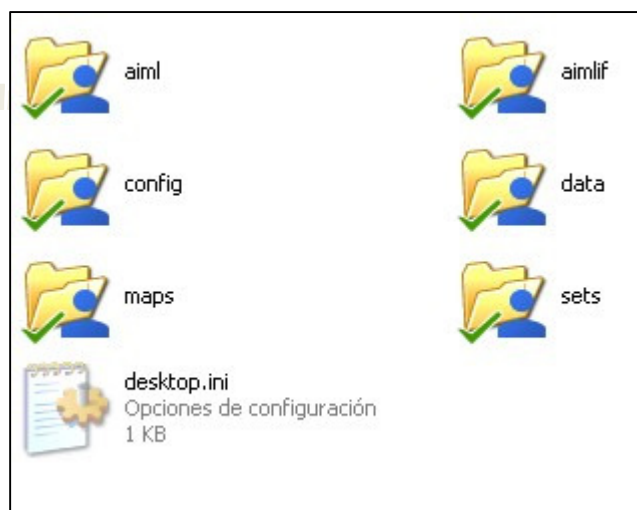 aiml
aimlif
config
data
maps
sets
desktop.ini
Opciones de configuración
1 KB